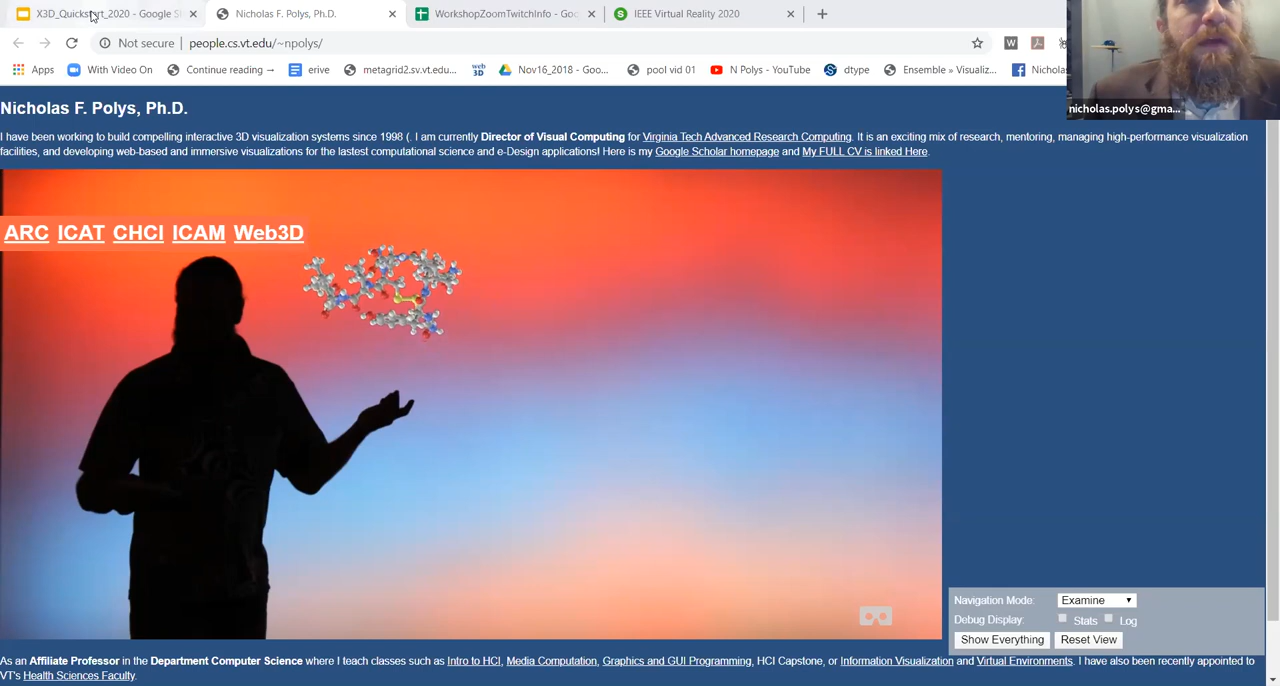 X3D_Quickstart_2020 - Google S
Nicholas F. Polys, Ph.D.
WorkshopZoomTwitchInfo - Goo
IEEE Virtual Reality 2020
Not secure people.cs.vt.edu/~npolys/
Apps With Video On Continue reading → erive metagrid2.sv.vt.edu... Nov16_2018 - Goo... pool vid 01 N Polys - YouTube dtype Ensemble » Visualiz... Nichola
nicholas.polys@gma...
Nicholas F. Polys, Ph.D.
I have been working to build compelling interactive 3D visualization systems since 1998 (. I am currently Director of Visual Computing for Virginia Tech Advanced Research Computing. It is an exciting mix of research, mentoring, managing high-performance visualization
facilities, and developing web-based and immersive visualizations for the lastest computational science and e-Design applications! Here is my Google Scholar homepage and My FULL CV is linked Here.
ARC ICAT CHCI ICAM Web3D
Navigation Mode: Examine
Debug Display: Stats Log
Show Everything Reset View
As an Affiliate Professor in the Department Computer Science where I teach classes such as Intro to HCI, Media Computation, Graphics and GUI Programming, HCI Capstone, or Information Visualization and Virtual Environments. I have also been recently appointed to
VT's Health Sciences Faculty.